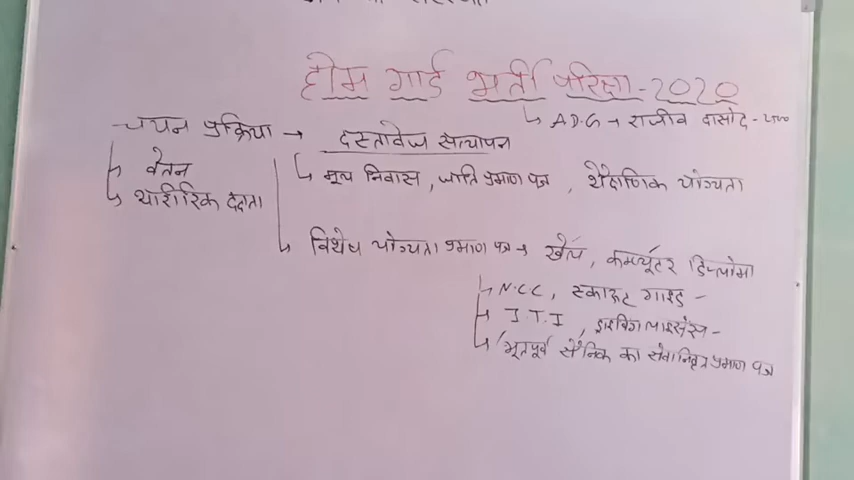 होम गार्ड भर्ती परिक्षा-2020
A.D.G → राजीव दासोद -
चयन प्रक्रिया → दस्तावेज सत्यापन
वेतन
मूल निवास, जाति प्रमाण पत्र, शैक्षणिक योग्यता
शारीरिक दक्षता
विशेष योग्यता प्रमाण पत्र → खेल, कम्प्यूटर डिप्लोमा
N.C.C, स्काऊट गाइड -
I.T.I, ड्राइविंग लाइसेंस -
भूतपूर्व सैनिक का सेवानिवृत प्रमाण पत्र